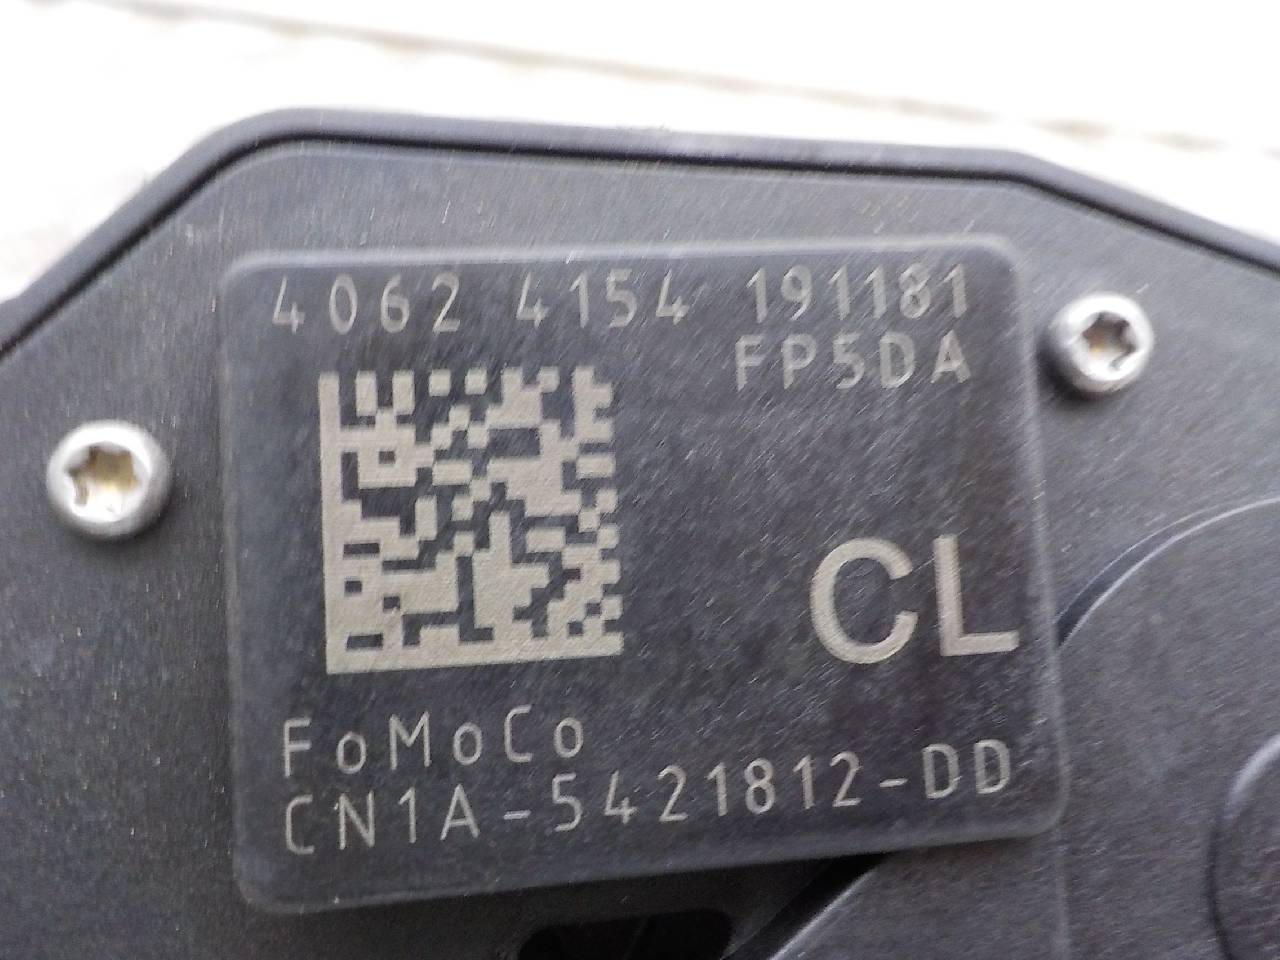 4062 4154 191181
FP5DA
CL
FoMoCo
CN1A-5421812-DD